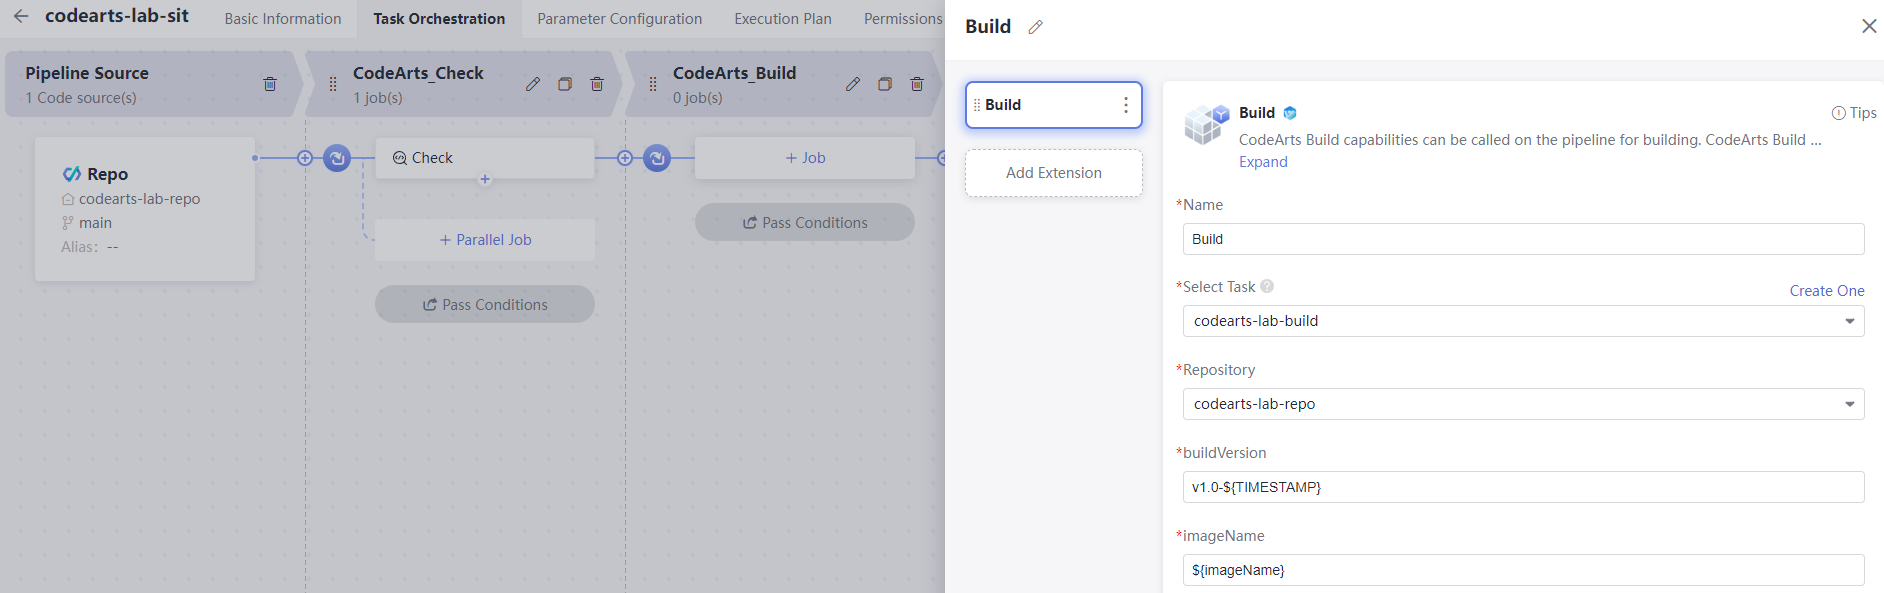 codearts-lab-sit
Basic Information
Task Orchestration
Parameter Configuration
Execution Plan
Permissions
Pipeline Source
1 Code source(s)
CodeArts_Check
1 job(s)
CodeArts_Build
0 job(s)
Repo
codearts-lab-repo
main
Alias: --
Check
+ Parallel Job
Pass Conditions
+ Job
Pass Conditions
Build
Build
Add Extension
Build
Tips
CodeArts Build capabilities can be called on the pipeline for building. CodeArts Build ...
Expand
*Name
Build
*Select Task
Create One
codearts-lab-build
*Repository
codearts-lab-repo
*buildVersion
v1.0-${TIMESTAMP}
*imageName
${imageName}